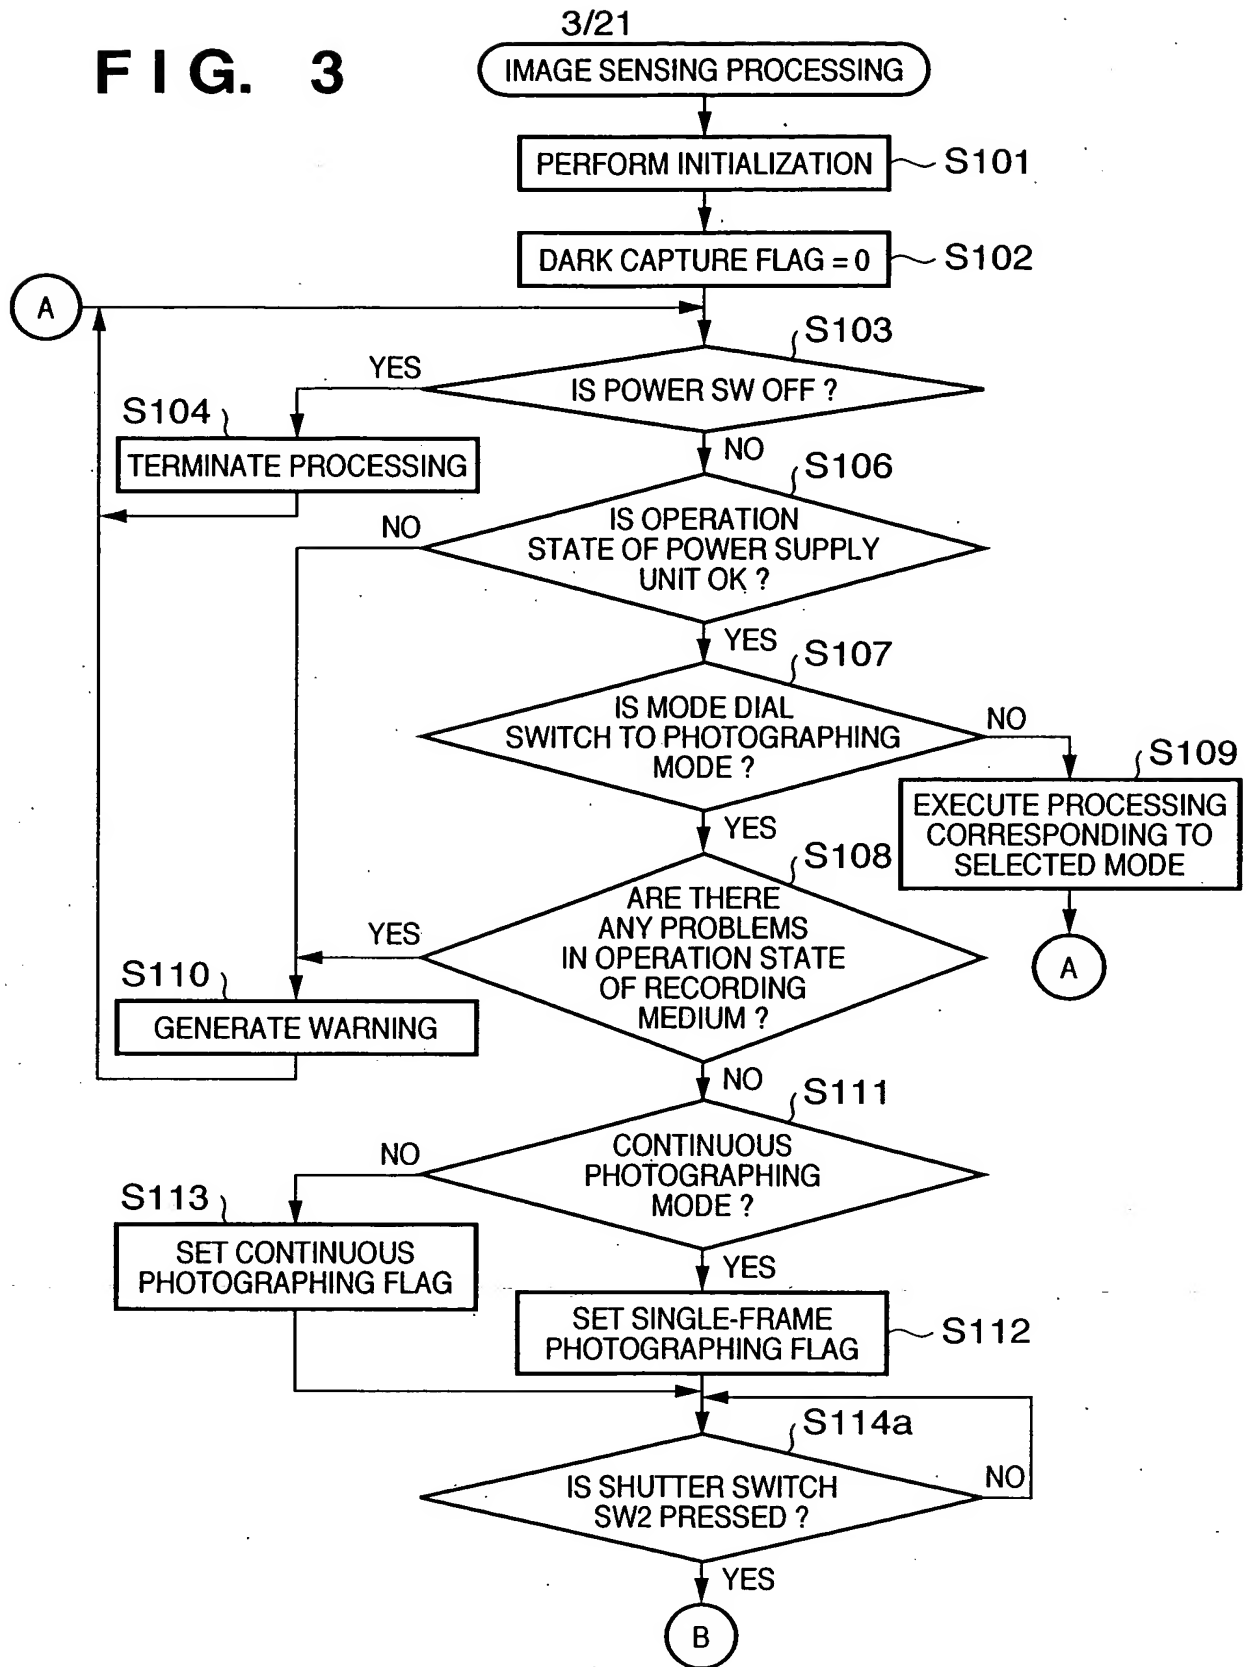 3/21
FIG. 3
IMAGE SENSING PROCESSING
PERFORM INITIALIZATION
S101
DARK CAPTURE FLAG = 0
S102
A
S103
YES
IS POWER SW OFF ?
S104
TERMINATE PROCESSING
NO
S106
NO
IS OPERATION
STATE OF POWER SUPPLY
UNIT OK ?
YES
S107
IS MODE DIAL
SWITCH TO PHOTOGRAPHING
MODE ?
NO
S109
EXECUTE PROCESSING
CORRESPONDING TO
SELECTED MODE
A
YES
S108
ARE THERE
ANY PROBLEMS
IN OPERATION STATE
OF RECORDING
MEDIUM ?
YES
S110
GENERATE WARNING
NO
S111
CONTINUOUS
PHOTOGRAPHING
MODE ?
NO
S113
SET CONTINUOUS
PHOTOGRAPHING FLAG
YES
SET SINGLE-FRAME
PHOTOGRAPHING FLAG
S112
S114a
IS SHUTTER SWITCH
SW2 PRESSED ?
NO
YES
B